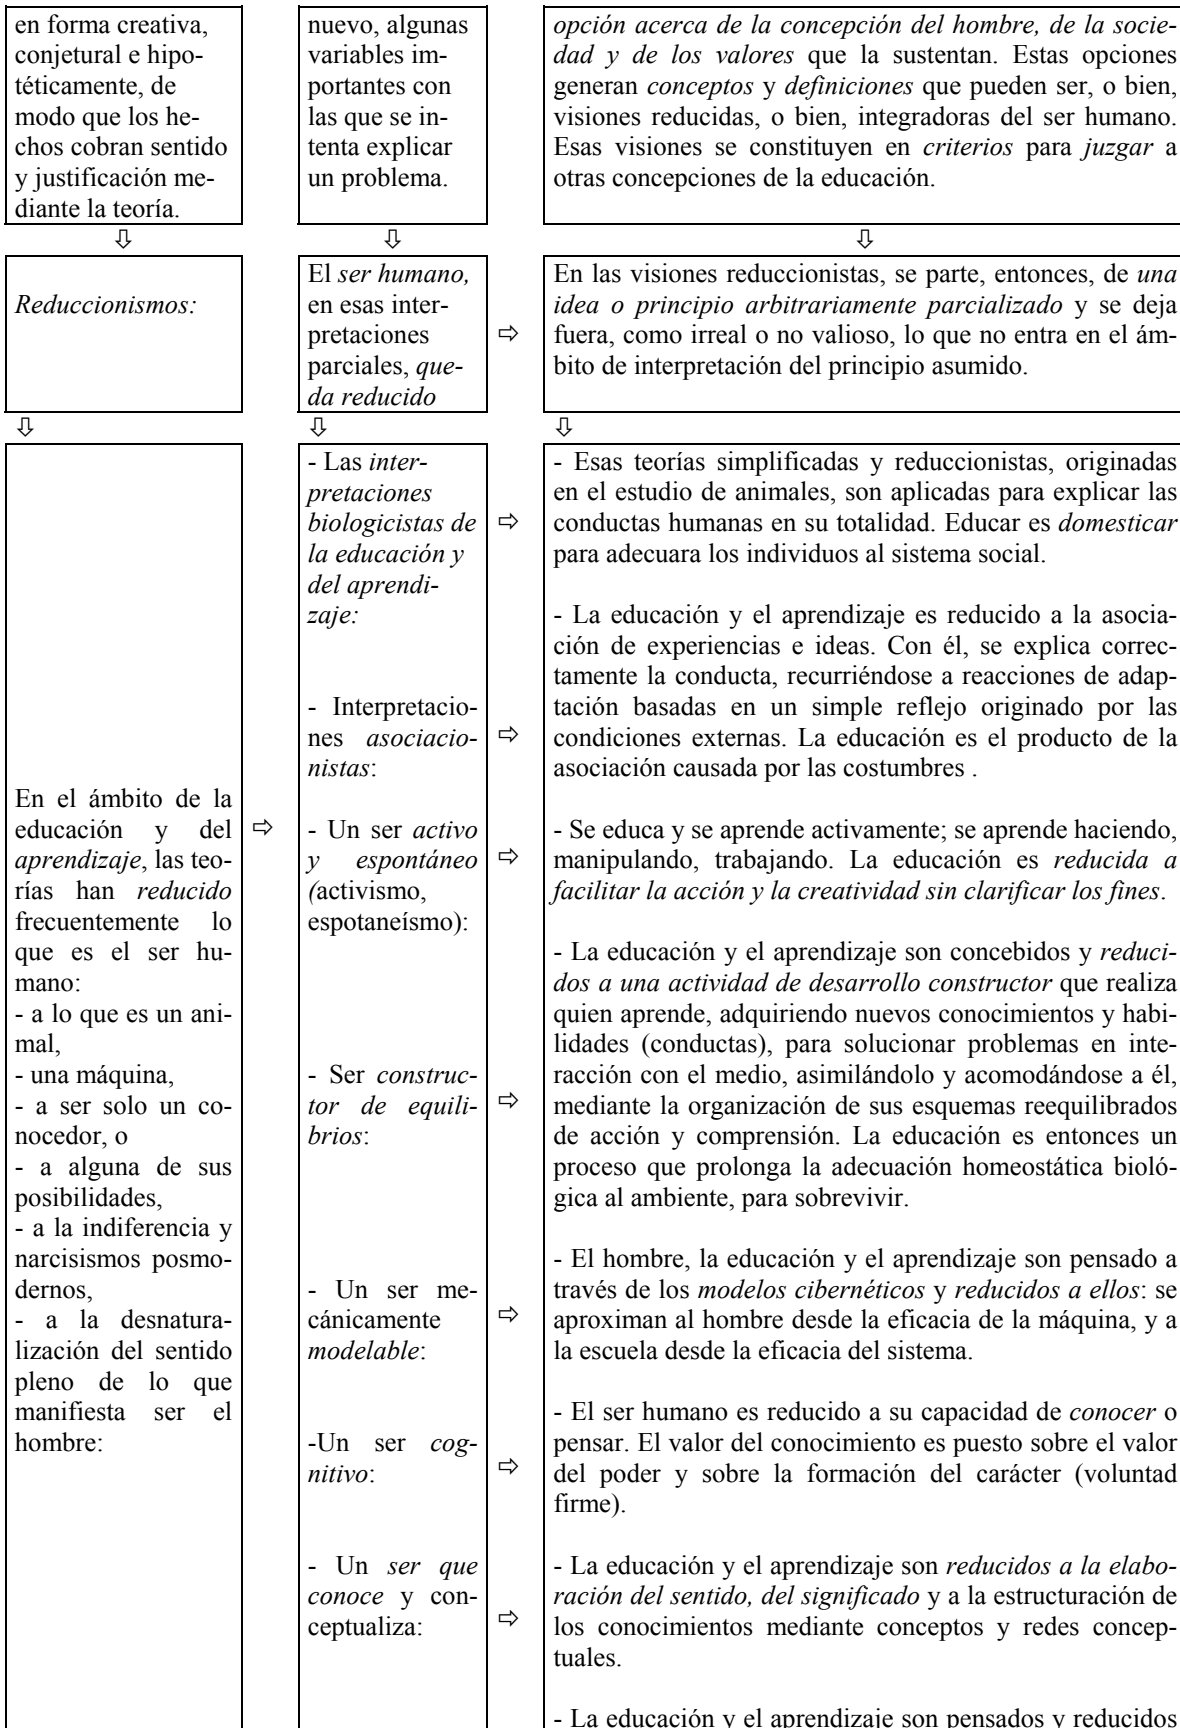 en forma creativa,
conjetural e hipo-
téticamente, de
modo que los he-
chos cobran sentido
y justificación me-
diante la teoría.
nuevo, algunas
variables im-
portantes con
las que se in-
tenta explicar
un problema.
opción acerca de la concepción del hombre, de la socie-
dad y de los valores que la sustentan. Estas opciones
generan conceptos y definiciones que pueden ser, o bien,
visiones reducidas, o bien, integradoras del ser humano.
Esas visiones se constituyen en criterios para juzgar a
otras concepciones de la educación.
⇩ ⇩ ⇩
Reduccionismos:
El ser humano,
en esas inter-
pretaciones
parciales, que-
da reducido
⇨
En las visiones reduccionistas, se parte, entonces, de una
idea o principio arbitrariamente parcializado y se deja
fuera, como irreal o no valioso, lo que no entra en el ám-
bito de interpretación del principio asumido.
⇩ ⇩ ⇩
En el ámbito de la
educación y del
aprendizaje, las teo-
rías han reducido
frecuentemente lo
que es el ser hu-
mano:
- a lo que es un ani-
mal,
- una máquina,
- a ser solo un co-
nocedor, o
- a alguna de sus
posibilidades,
- a la indiferencia y
narcisismos posmo-
dernos,
- a la desnatura-
lización del sentido
pleno de lo que
manifiesta ser el
hombre:
⇨
- Las inter-
pretaciones
biologicistas de
la educación y
del aprendi-
zaje:
⇨
- Esas teorías simplificadas y reduccionistas, originadas
en el estudio de animales, son aplicadas para explicar las
conductas humanas en su totalidad. Educar es domesticar
para adecuara los individuos al sistema social.
- Interpretacio-
nes asociacio-
nistas:
⇨
- La educación y el aprendizaje es reducido a la asocia-
ción de experiencias e ideas. Con él, se explica correc-
tamente la conducta, recurriéndose a reacciones de adap-
tación basadas en un simple reflejo originado por las
condiciones externas. La educación es el producto de la
asociación causada por las costumbres .
- Un ser activo
y espontáneo
(activismo,
espotaneísmo):
⇨
- Se educa y se aprende activamente; se aprende haciendo,
manipulando, trabajando. La educación es reducida a
facilitar la acción y la creatividad sin clarificar los fines.
- Ser construc-
tor de equili-
brios:
⇨
- La educación y el aprendizaje son concebidos y reduci-
dos a una actividad de desarrollo constructor que realiza
quien aprende, adquiriendo nuevos conocimientos y habi-
lidades (conductas), para solucionar problemas en inte-
racción con el medio, asimilándolo y acomodándose a él,
mediante la organización de sus esquemas reequilibrados
de acción y comprensión. La educación es entonces un
proceso que prolonga la adecuación homeostática bioló-
gica al ambiente, para sobrevivir.
- Un ser me-
cánicamente
modelable:
⇨
- El hombre, la educación y el aprendizaje son pensado a
través de los modelos cibernéticos y reducidos a ellos: se
aproximan al hombre desde la eficacia de la máquina, y a
la escuela desde la eficacia del sistema.
-Un ser cog-
nitivo:
⇨
- El ser humano es reducido a su capacidad de conocer o
pensar. El valor del conocimiento es puesto sobre el valor
del poder y sobre la formación del carácter (voluntad
firme).
- Un ser que
conoce y con-
ceptualiza:
⇨
- La educación y el aprendizaje son reducidos a la elabo-
ración del sentido, del significado y a la estructuración de
los conocimientos mediante conceptos y redes concep-
tuales.
- La educación y el aprendizaje son pensados y reducidos